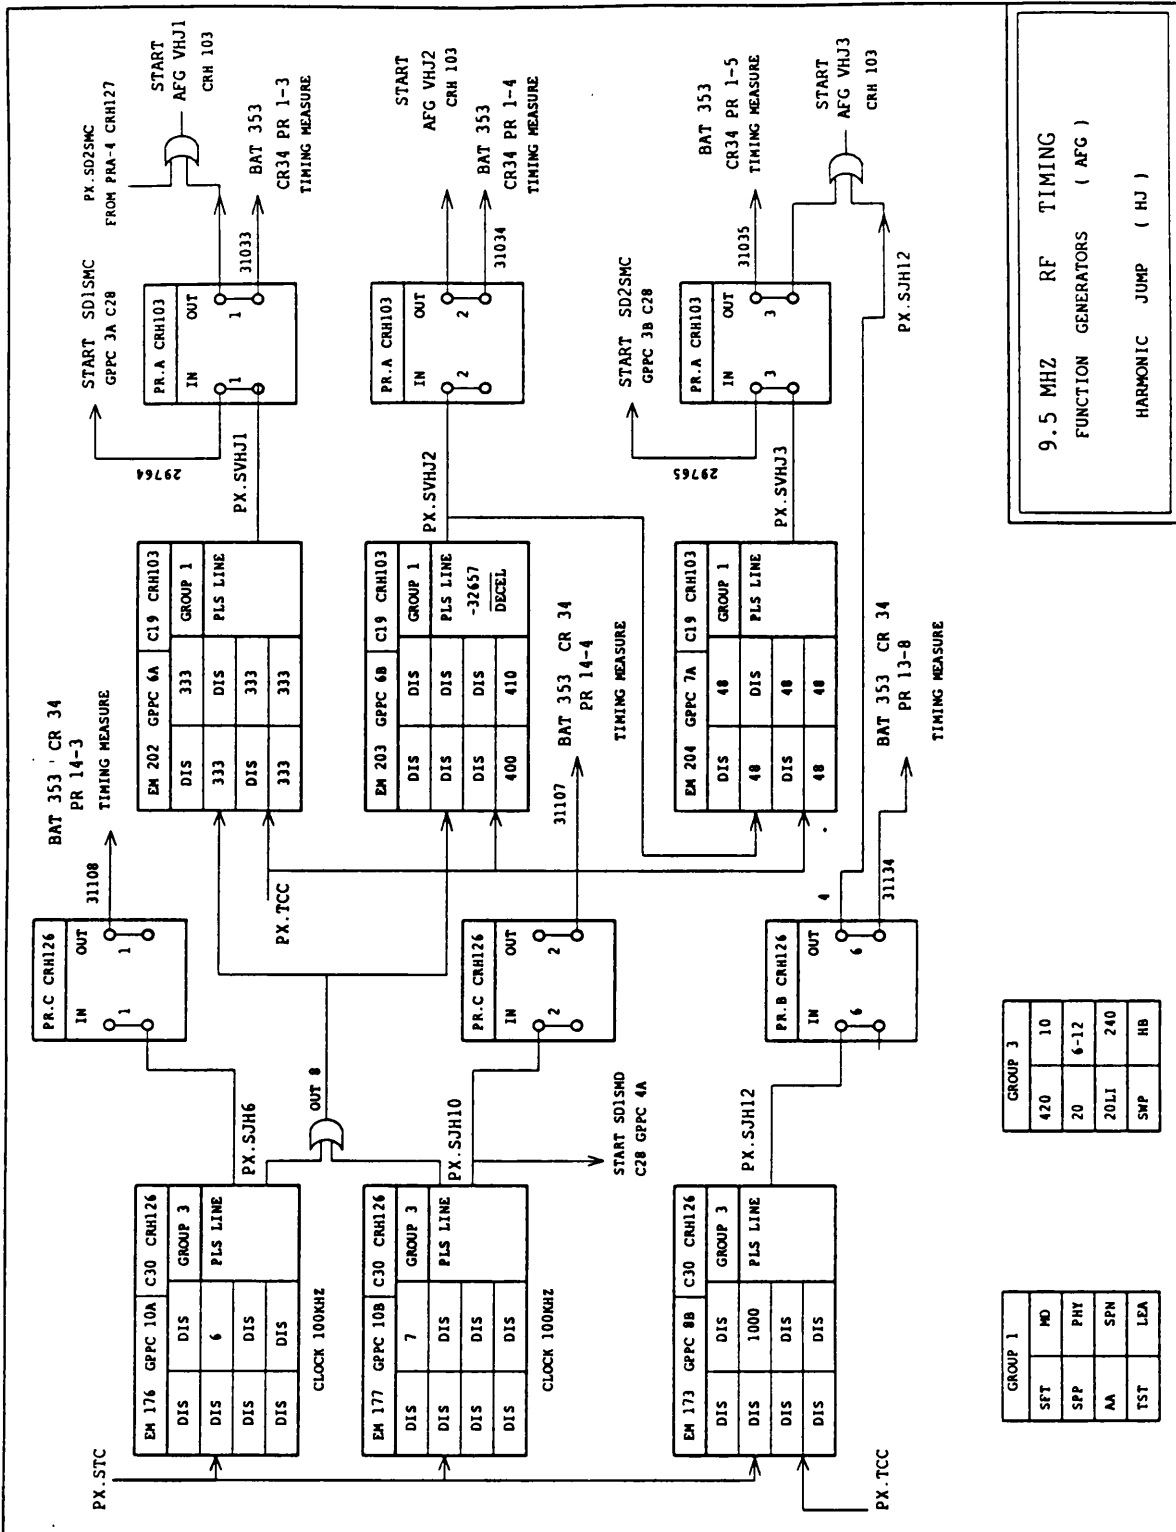 PX.STC
EM 176 GPPC 10A C30 CRH126
DIS DIS GROUP 3
DIS 6 PLS LINE
DIS DIS
DIS DIS
CLOCK 100KHZ
PX.SJH6
EM 177 GPPC 10B C30 CRH126
DIS 7 GROUP 3
DIS DIS PLS LINE
DIS DIS
DIS DIS
CLOCK 100KHZ
PX.SJH10
OUT 8
START SD1SMD
C28 GPPC 4A
EM 173 GPPC 8B C30 CRH126
DIS DIS GROUP 3
DIS 1000 PLS LINE
DIS DIS
DIS DIS
PX.TCC
PX.SJH12
PR.C CRH126
IN OUT
1 1
31108
BAT 353 ' CR 34
PR 14-3
TIMING MEASURE
PX.TCC
PR.C CRH126
IN OUT
2 2
31107
BAT 353 CR 34
PR 14-4
TIMING MEASURE
PR.B CRH126
IN OUT
6 6
4
31134
BAT 353 CR 34
PR 13-8
TIMING MEASURE
EM 202 GPPC 6A C19 CRH103
DIS 333 GROUP 1
333 DIS PLS LINE
DIS 333
333 333
PX.SVHJ1
EM 203 GPPC 6B C19 CRH103
DIS DIS GROUP 1
DIS DIS PLS LINE
DIS DIS -32657
400 410 DECEL
PX.SVHJ2
EM 204 GPPC 7A C19 CRH103
DIS 48 GROUP 1
48 DIS PLS LINE
DIS 48
48 48
PX.SVHJ3
29764
START SD1SMC
GPPC 3A C28
PR.A CRH103
IN OUT
1 1
PX.SD2SMC
FROM PRA-4 CRH127
START
AFG VHJ1
CRH 103
31033
BAT 353
CR34 PR 1-3
TIMING MEASURE
PR.A CRH103
IN OUT
2 2
START
AFG VHJ2
CRH 103
31034
BAT 353
CR34 PR 1-4
TIMING MEASURE
29765
START SD2SMC
GPPC 3B C28
PR.A CRH103
IN OUT
3 3
31035
BAT 353
CR34 PR 1-5
TIMING MEASURE
START
AFG VHJ3
CRH 103
PX.SJH12
GROUP 1
SFT MD
SPP PHY
AA SPN
TST LEA
GROUP 3
420 10
20 6-12
20LI 240
SWP HB
9.5 MHZ RF TIMING
FUNCTION GENERATORS ( AFG )
HARMONIC JUMP ( HJ )